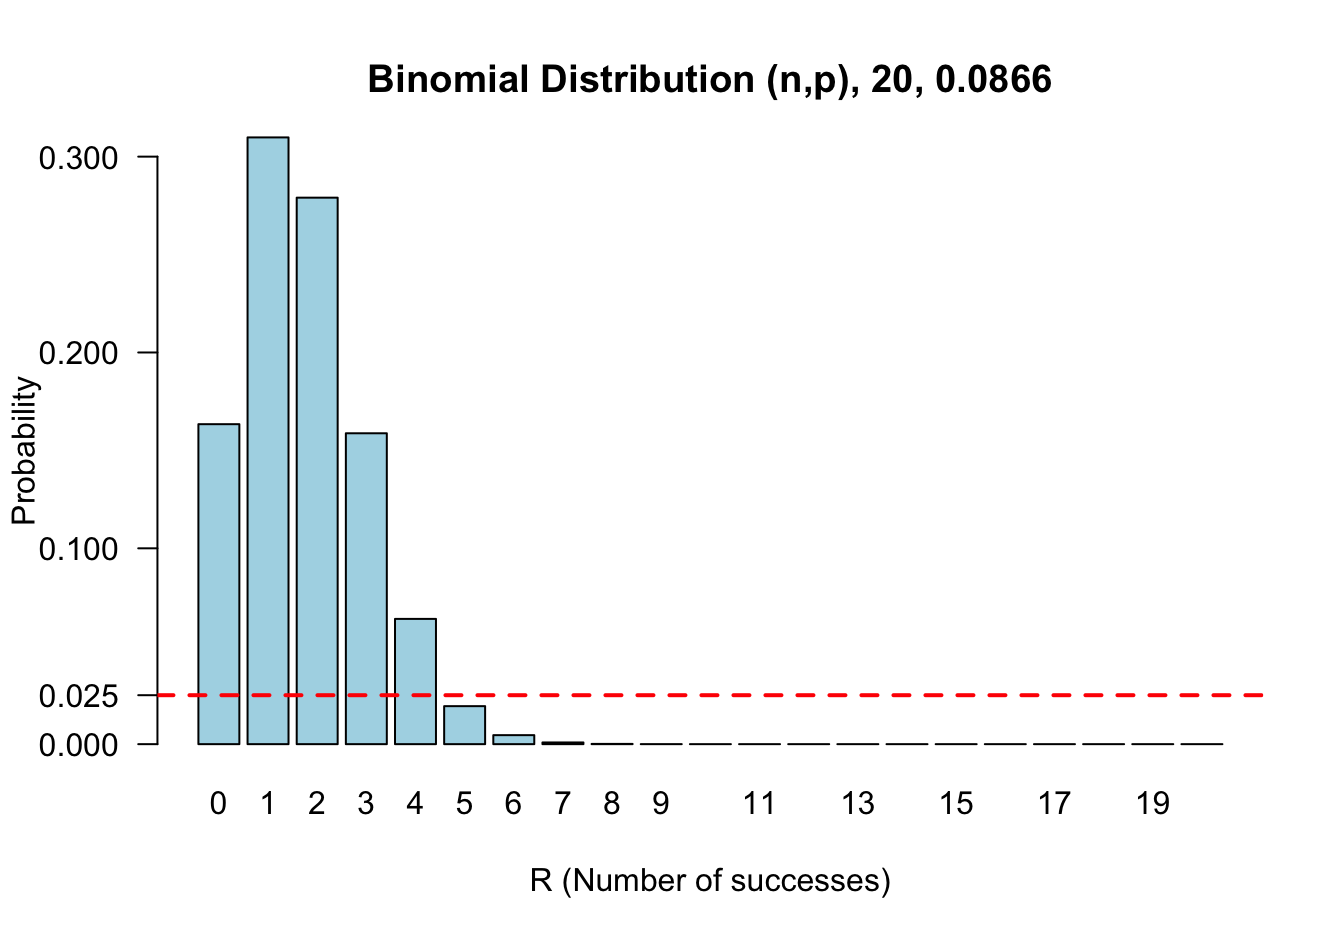 Binomial Distribution (n,p), 20, 0.0866
Probability
0.300
0.200
0.100
0.025
0.000
0 1 2 3 4 5 6 7 8 9 11 13 15 17 19
R (Number of successes)